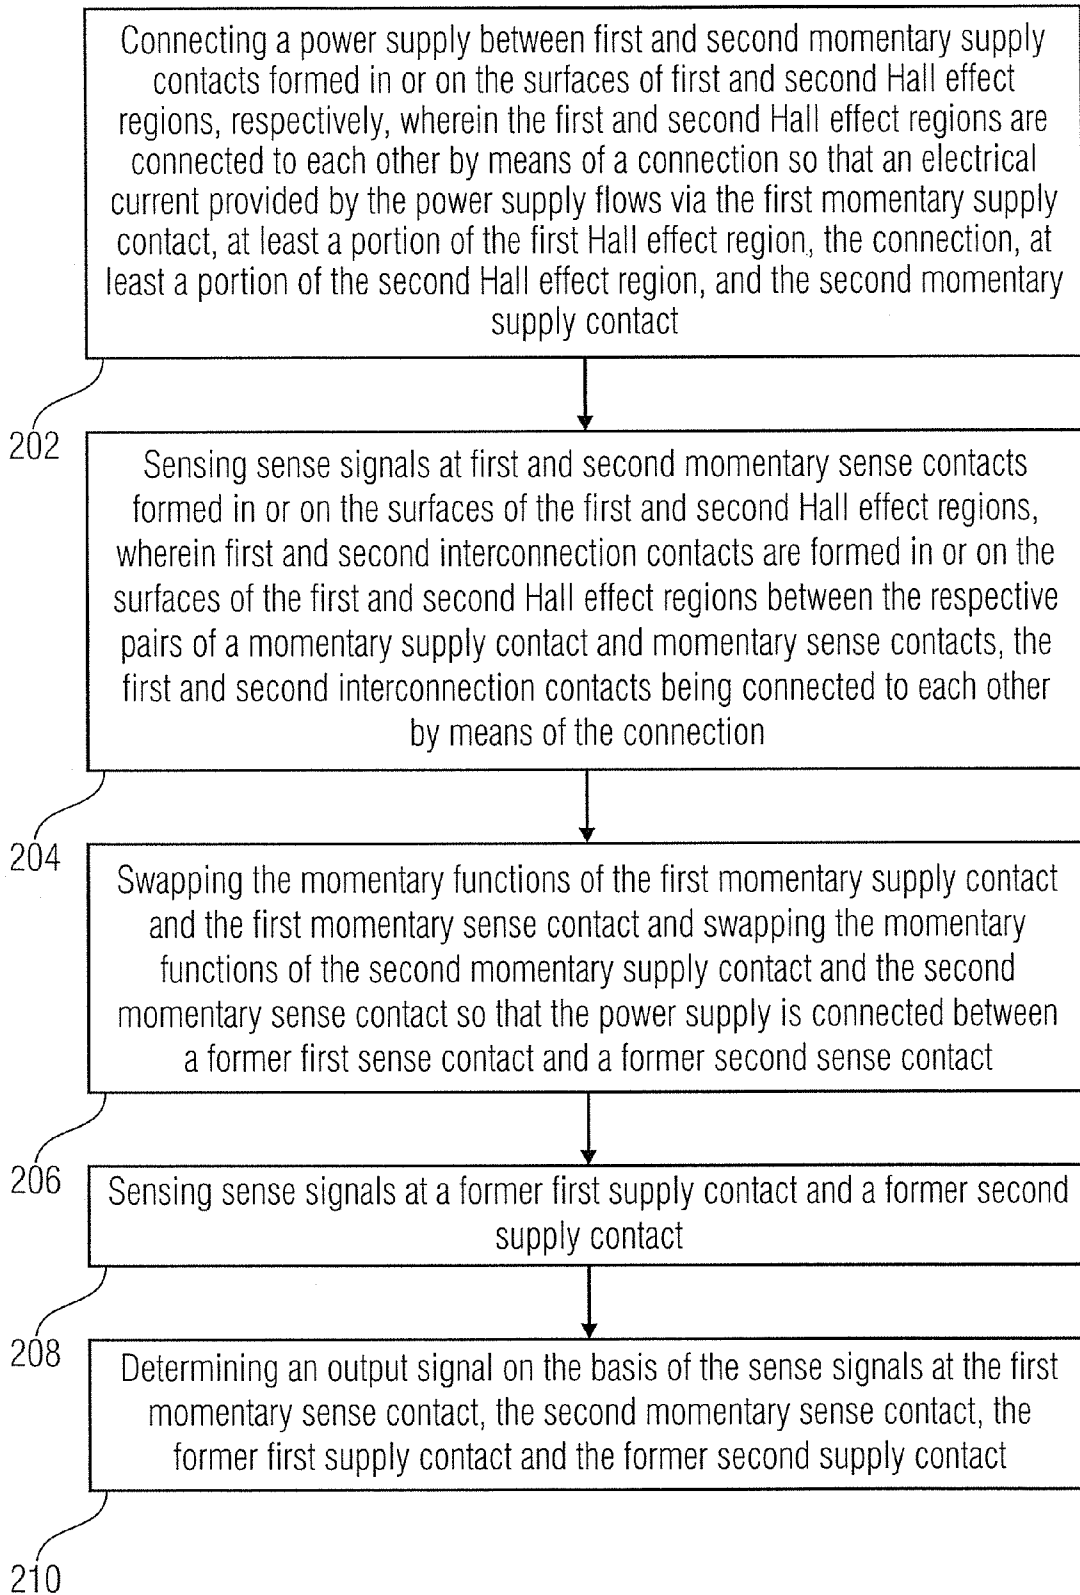 Connecting a power supply between first and second momentary supply
contacts formed in or on the surfaces of first and second Hall effect
regions, respectively, wherein the first and second Hall effect regions are
connected to each other by means of a connection so that an electrical
current provided by the power supply flows via the first momentary supply
contact, at least a portion of the first Hall effect region, the connection, at
least a portion of the second Hall effect region, and the second momentary
supply contact
202
Sensing sense signals at first and second momentary sense contacts
formed in or on the surfaces of the first and second Hall effect regions,
wherein first and second interconnection contacts are formed in or on the
surfaces of the first and second Hall effect regions between the respective
pairs of a momentary supply contact and momentary sense contacts, the
first and second interconnection contacts being connected to each other
by means of the connection
204
Swapping the momentary functions of the first momentary supply contact
and the first momentary sense contact and swapping the momentary
functions of the second momentary supply contact and the second
momentary sense contact so that the power supply is connected between
a former first sense contact and a former second sense contact
206
Sensing sense signals at a former first supply contact and a former second
supply contact
208
Determining an output signal on the basis of the sense signals at the first
momentary sense contact, the second momentary sense contact, the
former first supply contact and the former second supply contact
210